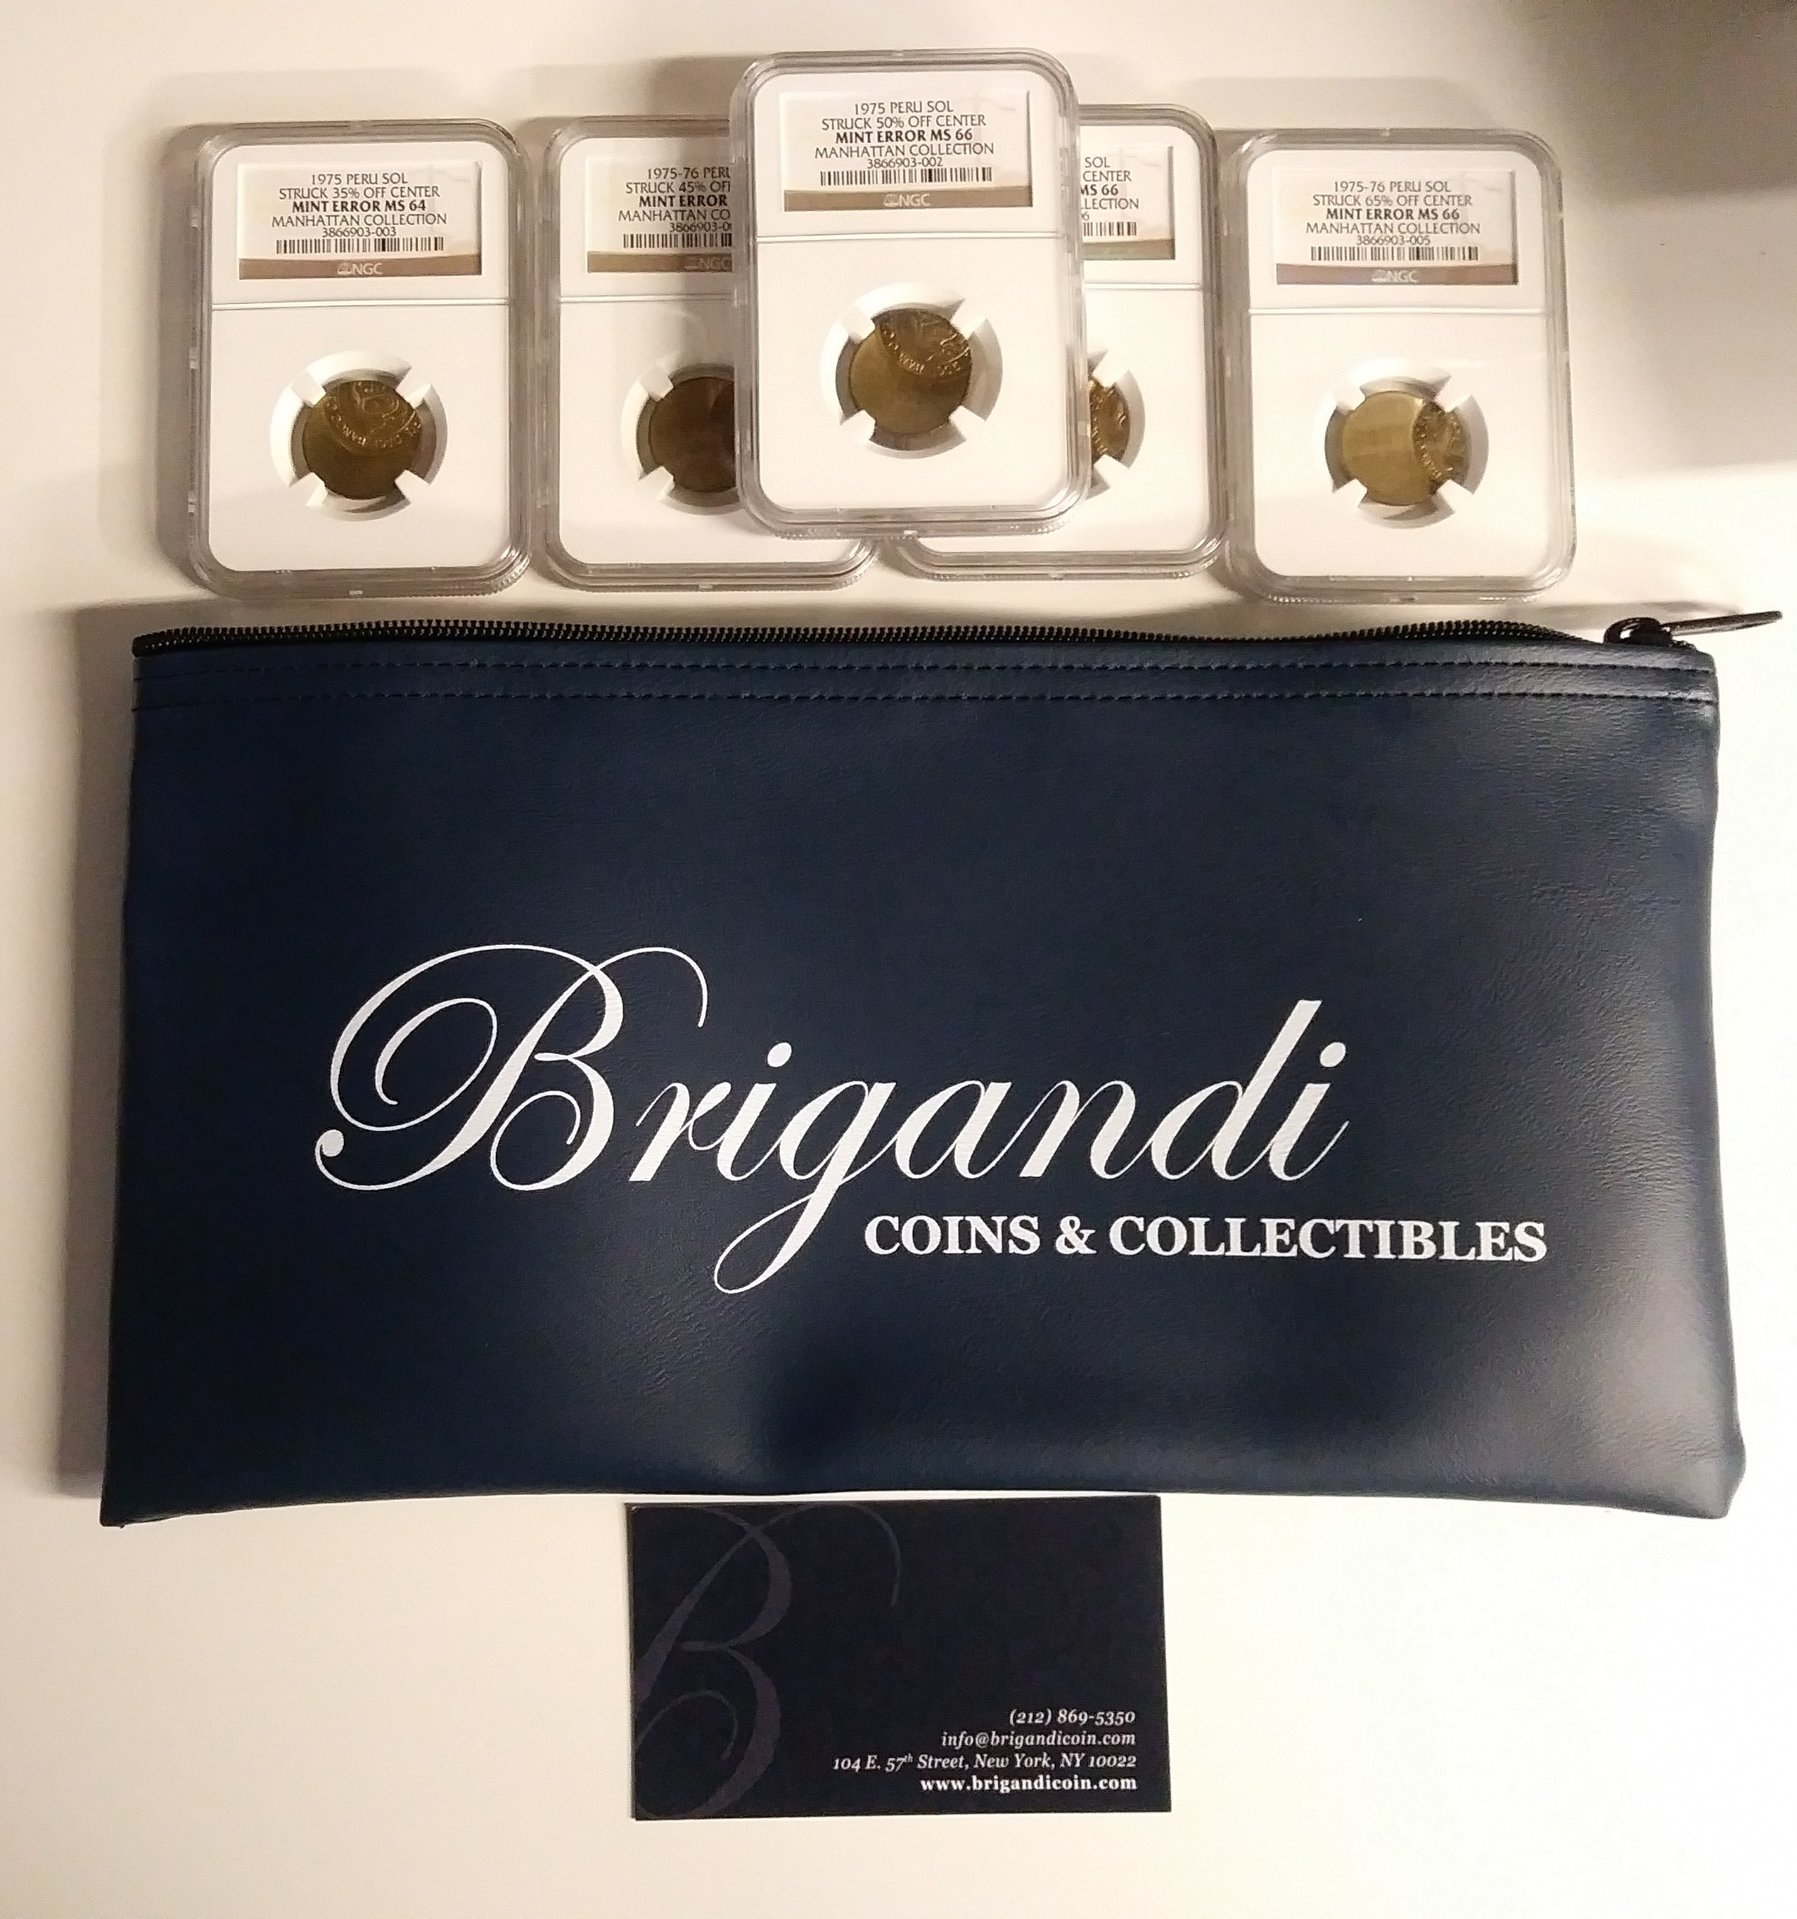 1975 PERU SOL
STRUCK 35% OFF CENTER
MINT ERROR MS 64
MANHATTAN COLLECTION
3866903-003
NGC
1975-76 PERU
STRUCK 45% OF
MINT ERROR
MANHATTAN CO
3866903-0
NGC
1975 PERU SOL
STRUCK 50% OFF CENTER
MINT ERROR MS 66
MANHATTAN COLLECTION
3866903-002
NGC
SOL
CENTER
MS 66
LLECTION
6
1975-76 PERU SOL
STRUCK 65% OFF CENTER
MINT ERROR MS 66
MANHATTAN COLLECTION
3866903-005
NGC
Brigandi
COINS & COLLECTIBLES
B
(212) 869-5350
info@brigandicoin.com
104 E. 57th Street, New York, NY 10022
www.brigandicoin.com